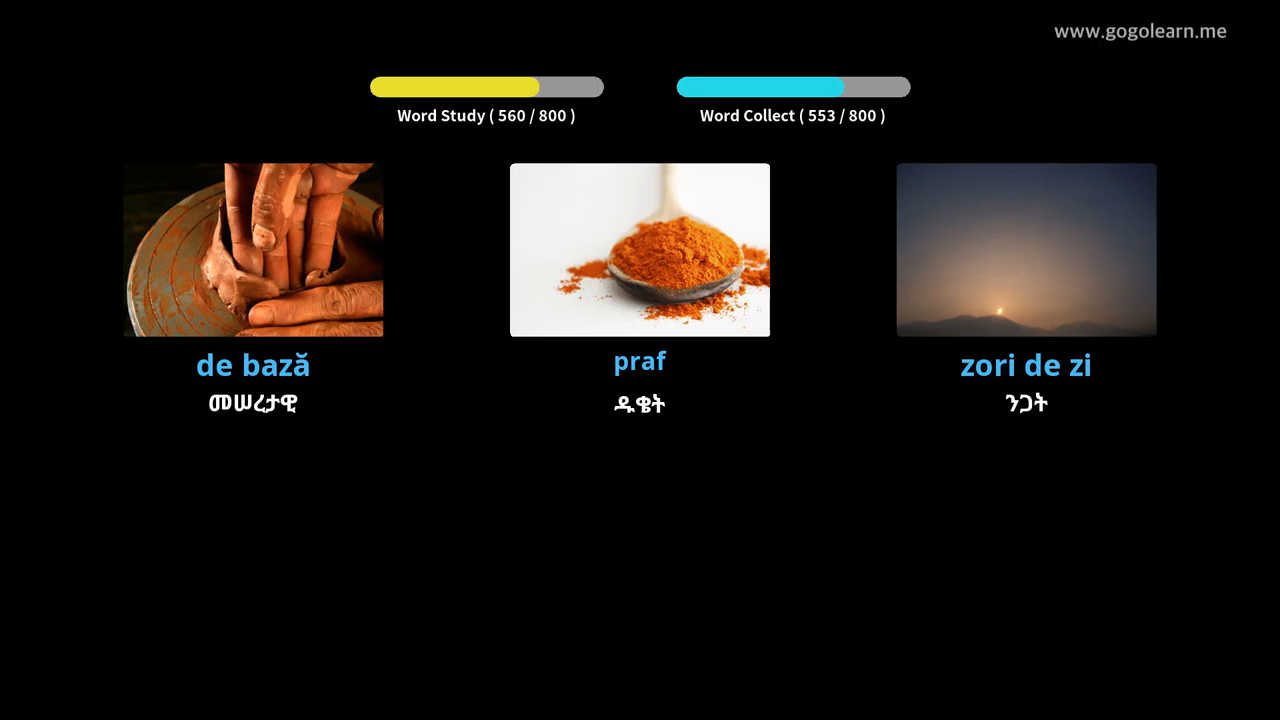 www.gogolearn.me
Word Study ( 560 / 800 )
Word Collect ( 553 / 800 )
de bază
praf
zori de zi
መሠረታዊ
ዱቄት
ንጋት